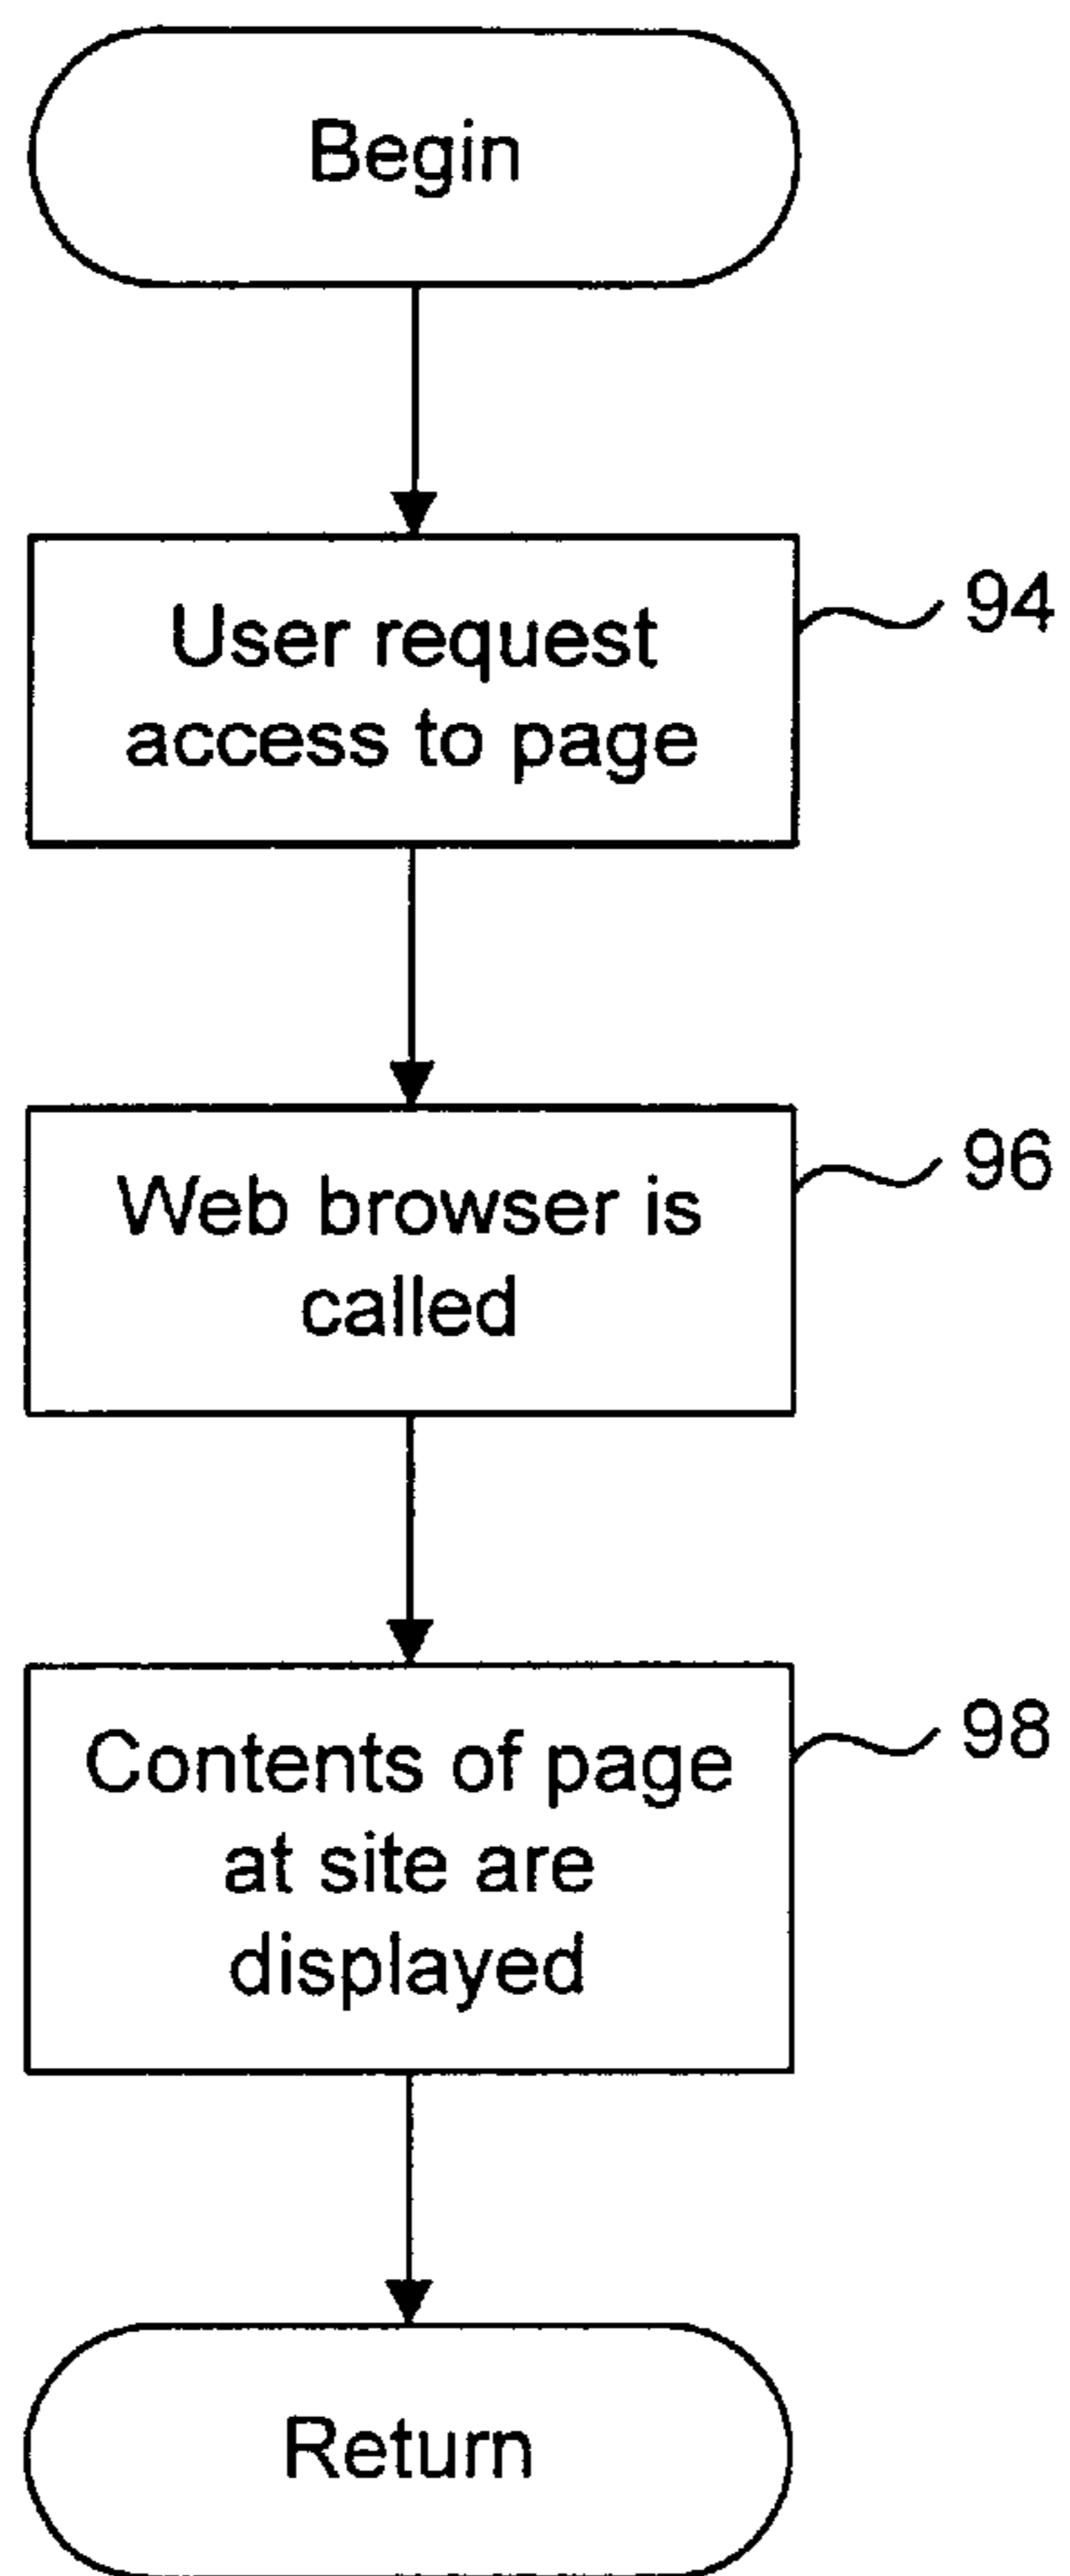 Begin
User request
94
access to page
Web browser is
96
called
Contents of page
98
at site are
displayed
Return